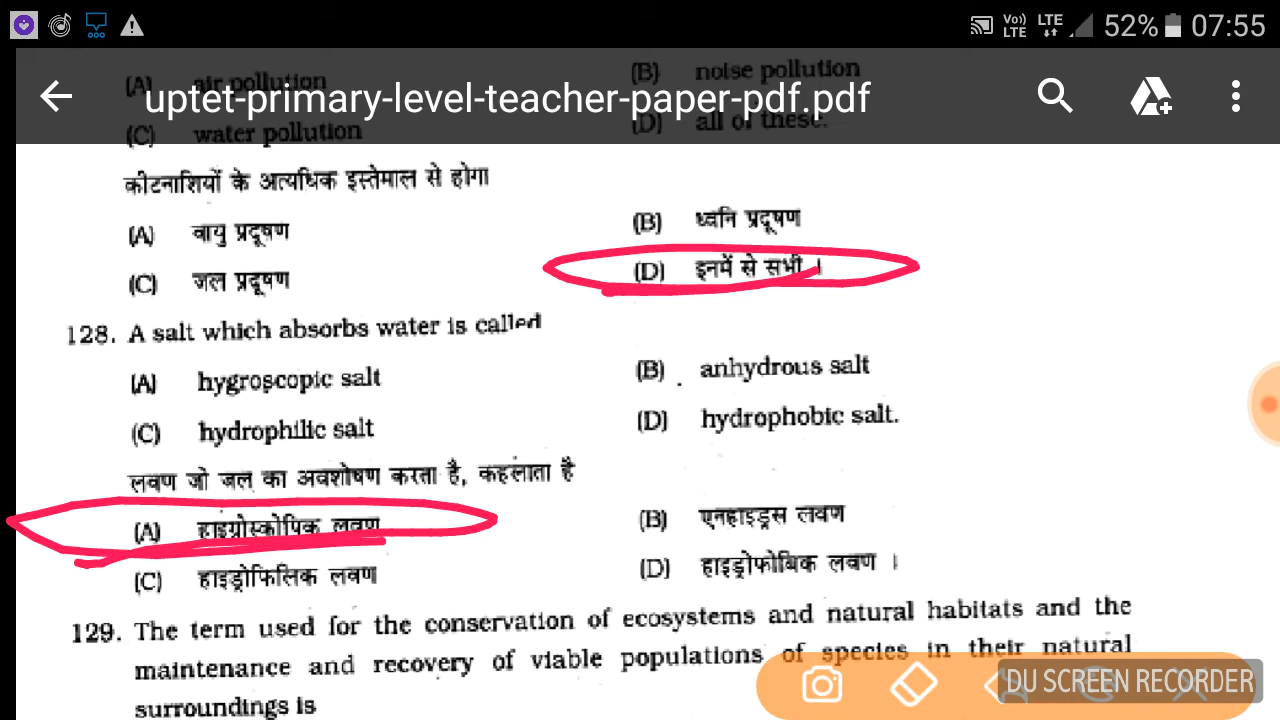 Vo)) LTE LTE 52% 07:55
(A) air pollution (B) noise pollution
uptet-primary-level-teacher-paper-pdf.pdf
(C) water pollution (D) all of these.
कीटनाशियों के अत्यधिक इस्तेमाल से होगा
(A) वायु प्रदूषण (B) ध्वनि प्रदूषण
(C) जल प्रदूषण (D) इनमें से सभी ।
128. A salt which absorbs water is called
(A) hygroscopic salt (B) anhydrous salt
(C) hydrophilic salt (D) hydrophobic salt.
लवण जो जल का अवशोषण करता है, कहलाता है
(A) हाइग्रोस्कोपिक लवण (B) एनहाइड्रस लवण
(C) हाइड्रोफिलिक लवण (D) हाइड्रोफोबिक लवण ।
129. The term used for the conservation of ecosystems and natural habitats and the
maintenance and recovery of viable populations of species in their natural
surroundings is
DU SCREEN RECORDER